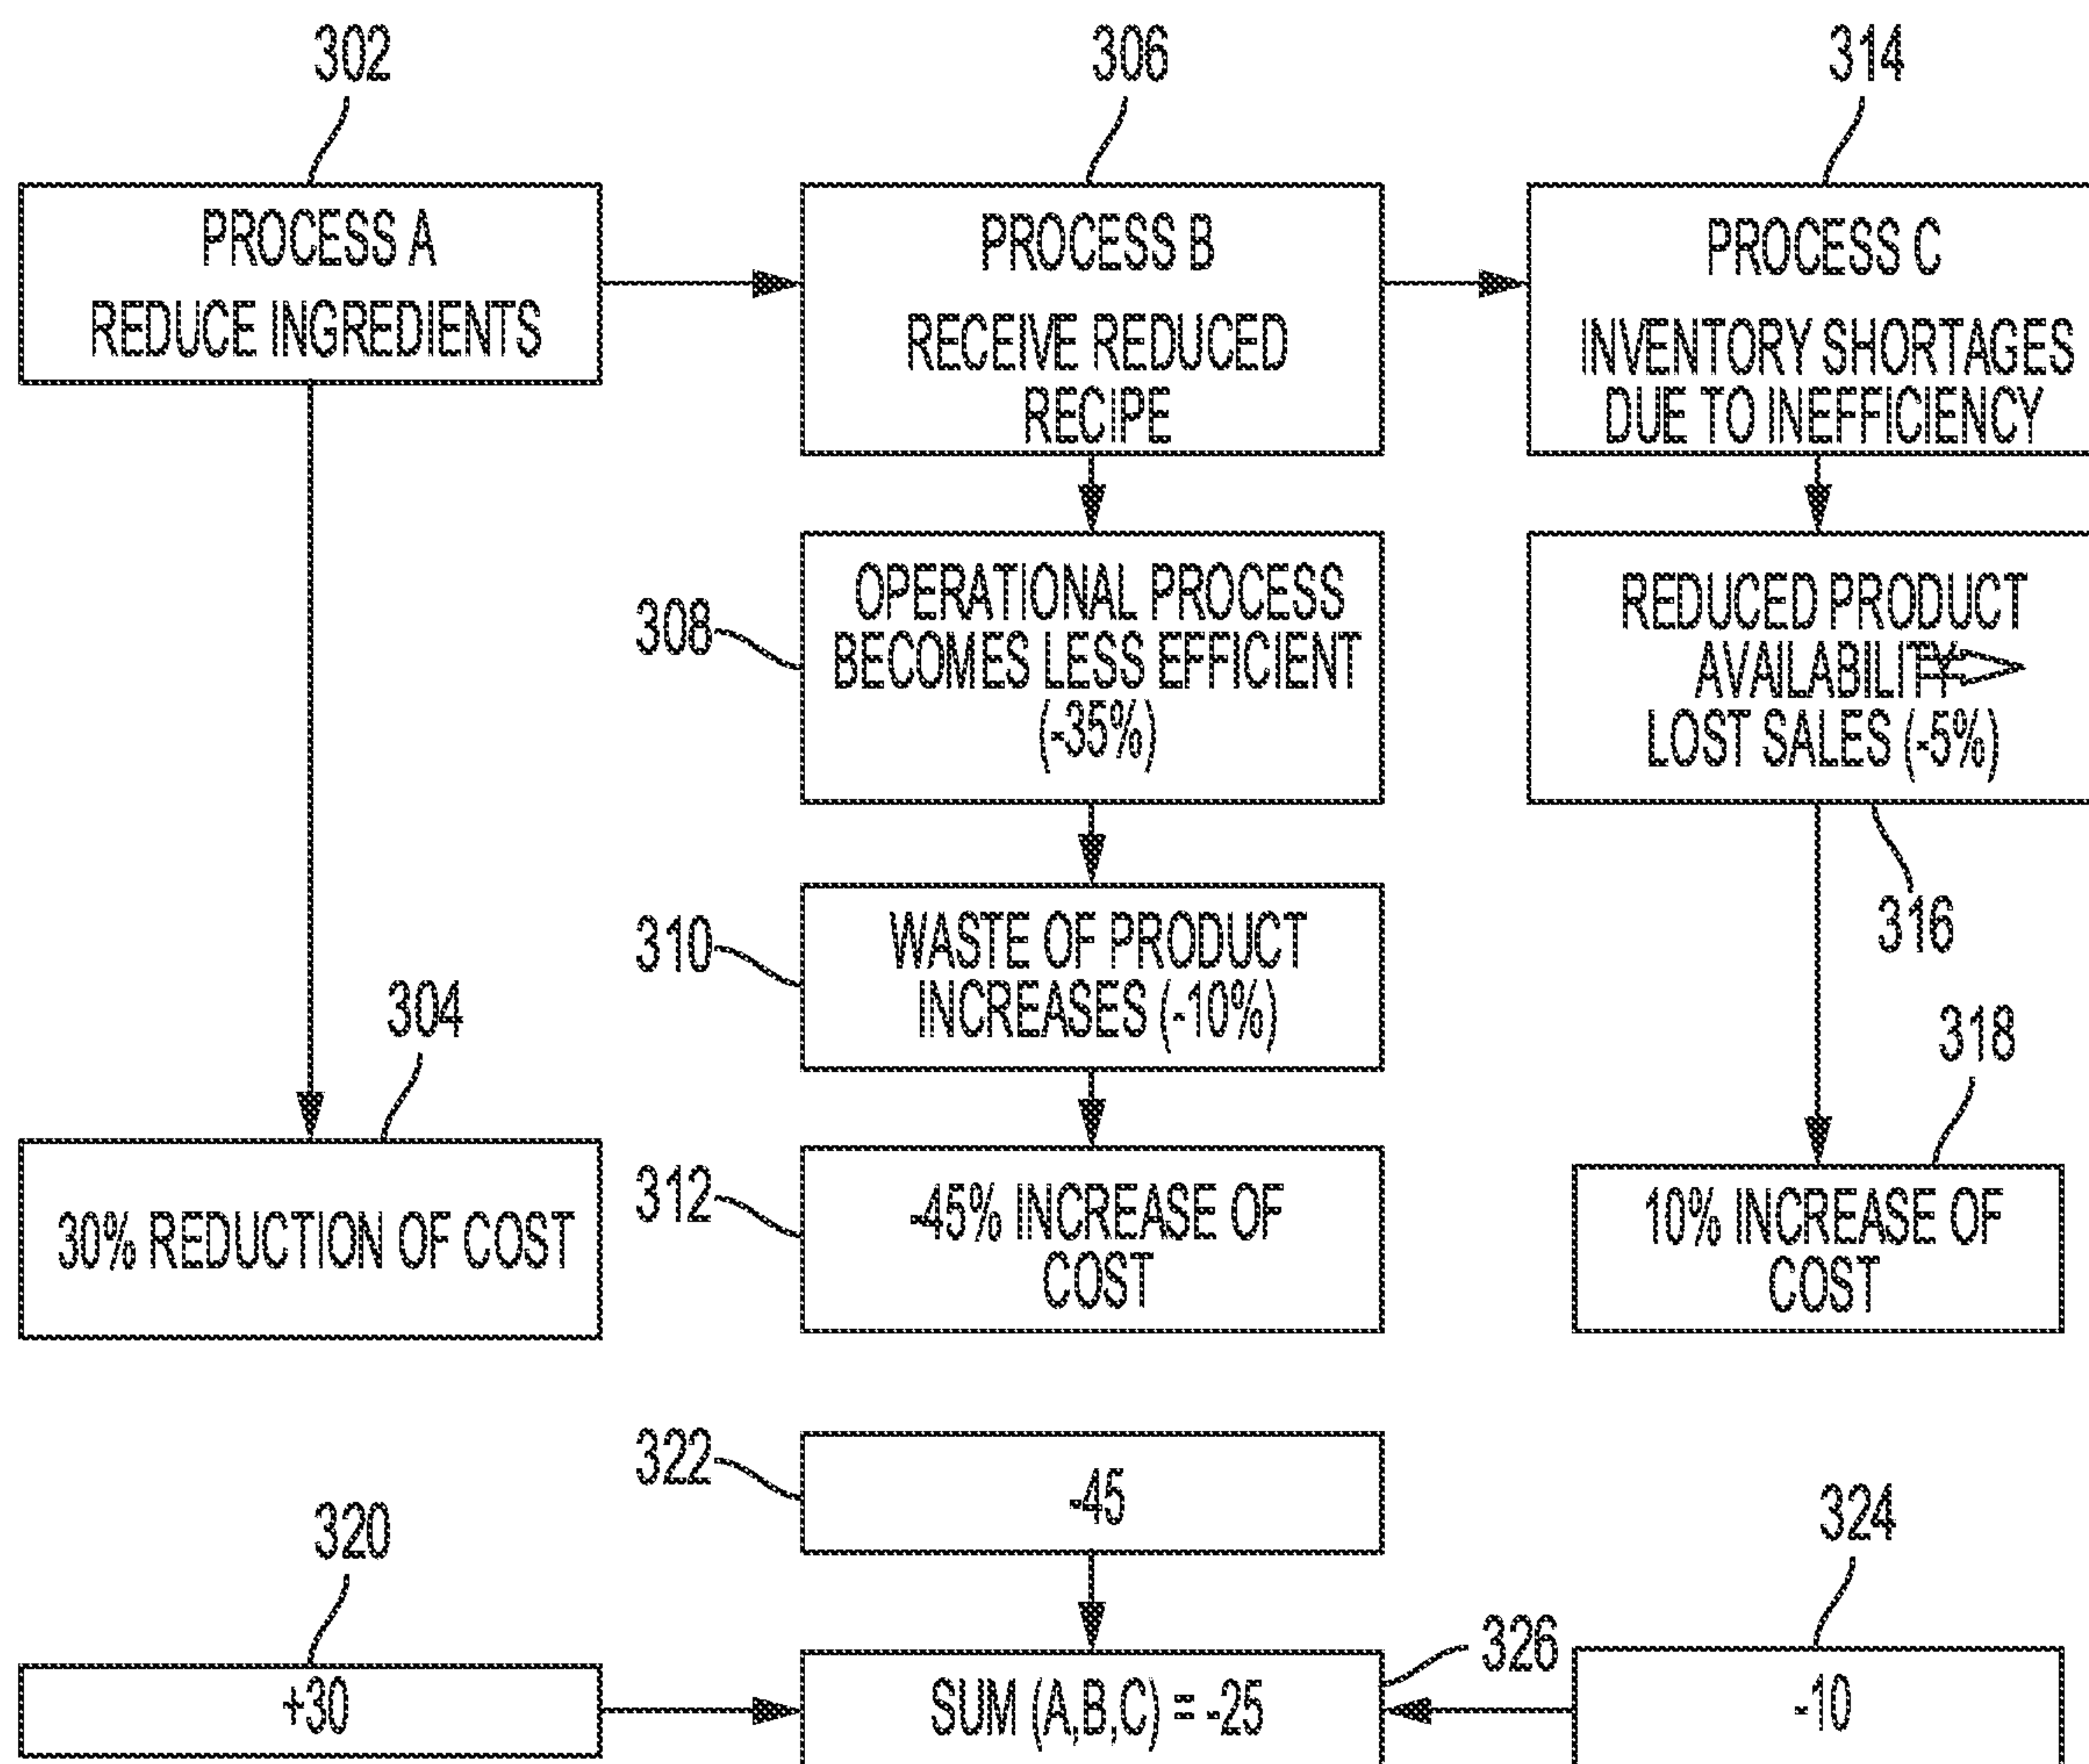 302
306
314
PROCESS A
REDUCE INGREDIENTS
PROCESS B
RECEIVE REDUCED
RECIPE
PROCESS C
INVENTORY SHORTAGES
DUE TO INEFFICIENCY
308
OPERATIONAL PROCESS
BECOMES LESS EFFICIENT
(-35%)
REDUCED PRODUCT
AVAILABILITY
LOST SALES (-5%)
316
310
WASTE OF PRODUCT
INCREASES (-10%)
304
318
30% REDUCTION OF COST
312
-45% INCREASE OF
COST
10% INCREASE OF
COST
322
-45
320
324
+30
SUM (A,B,C) = -25
326
-10